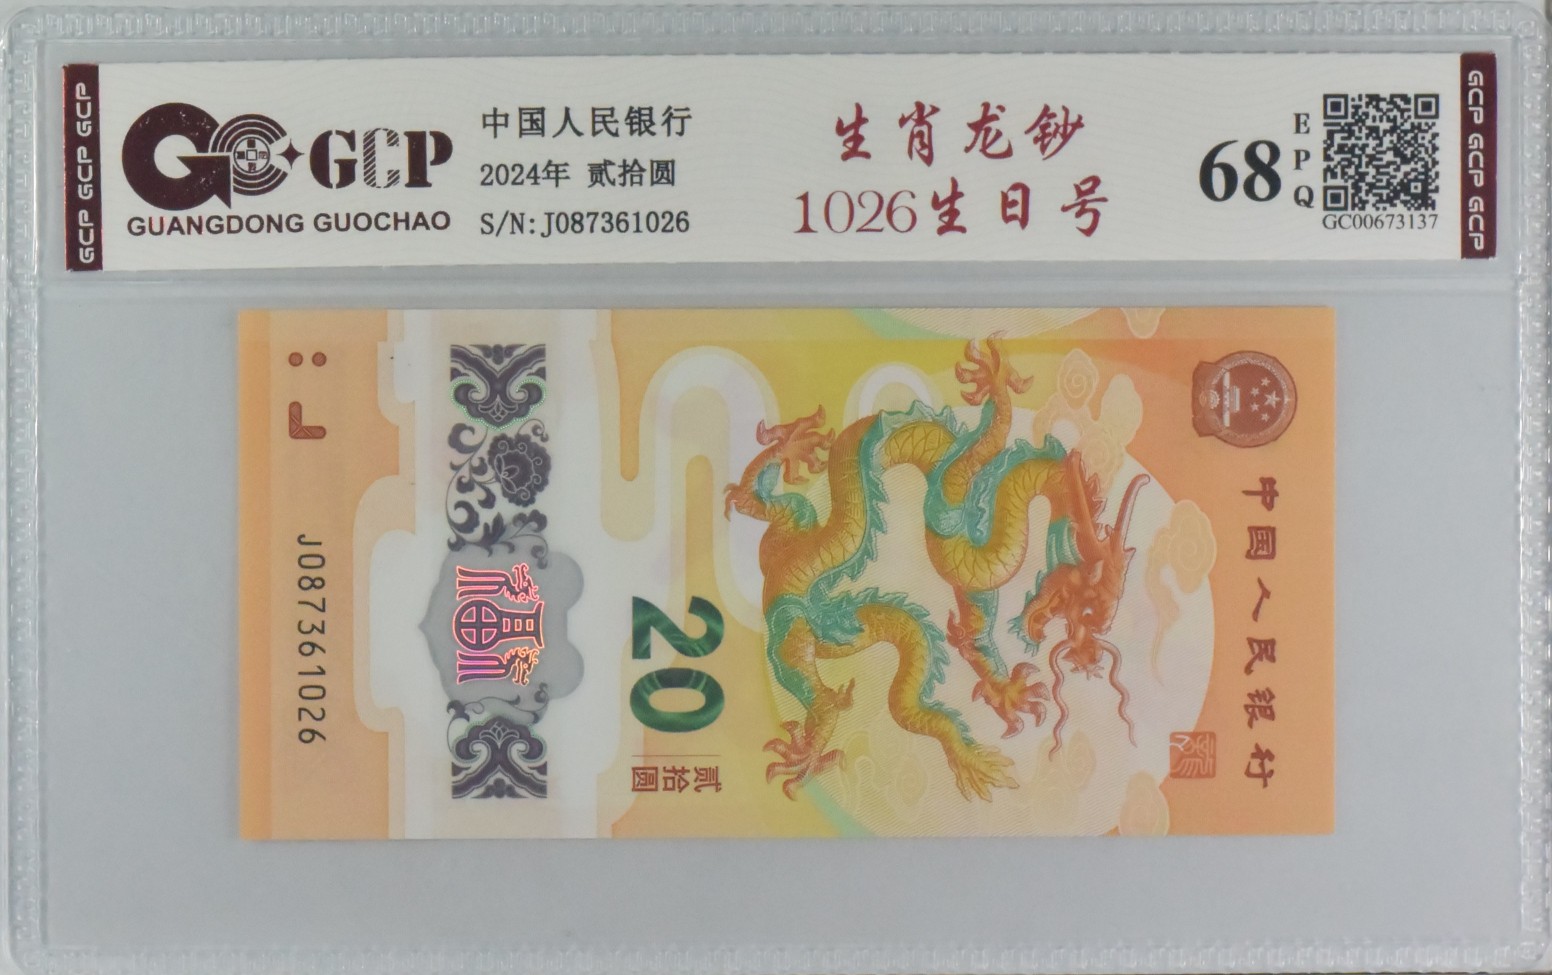 GCP GCP GCP
GCP
GUANGDONG GUOCHAO
中国人民银行
2024年 贰拾圆
S/N:J087361026
生肖龙钞
1026生日号
68
EPQ
GC00673137
GCP GCP GCP
J087361026
20
贰拾圆
中国人民银行